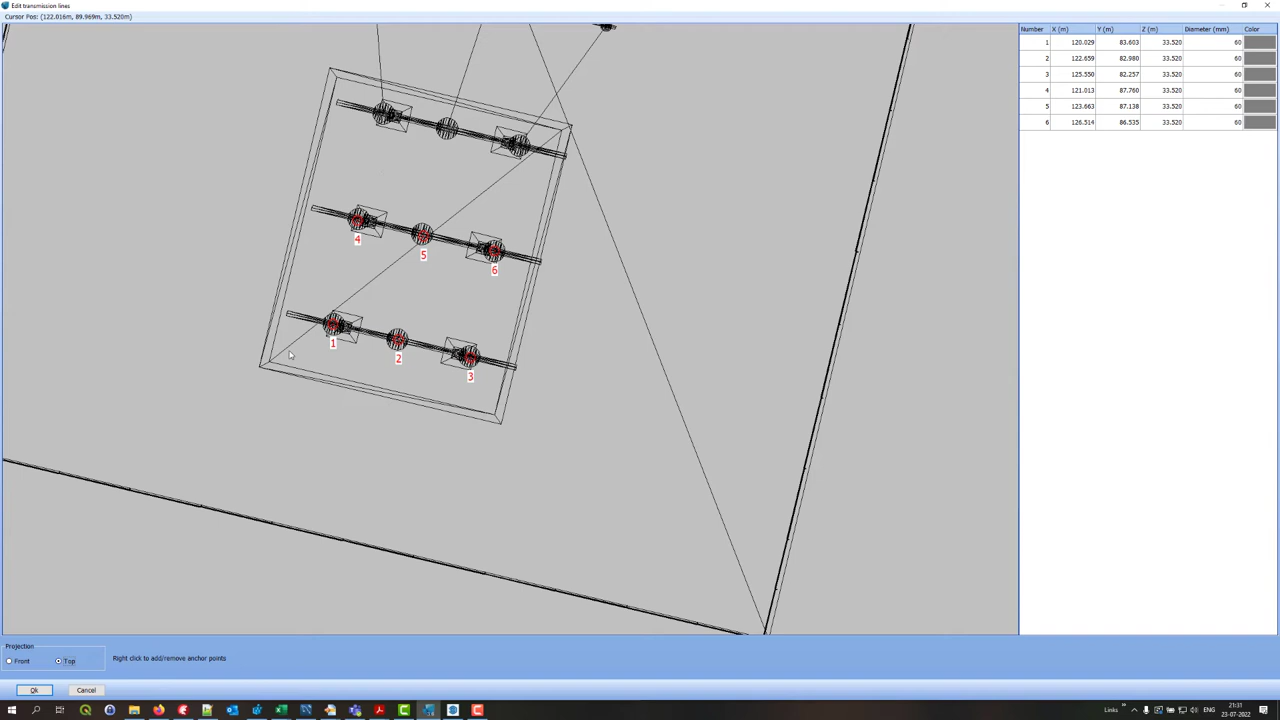 Edit transmission lines
Cursor Pos: (122.016m, 89.969m, 33.520m)
Number X (m) Y (m) Z (m) Diameter (mm) Color
1 120.029 83.603 33.520 60
2 122.659 82.980 33.520 60
3 125.550 82.257 33.520 60
4 121.013 87.760 33.520 60
5 123.663 87.138 33.520 60
6 126.514 86.535 33.520 60
4
5
6
1
2
3
Projection
Front Top
Right click to add/remove anchor points
Ok Cancel
Links ENG 21:31
23-07-2022